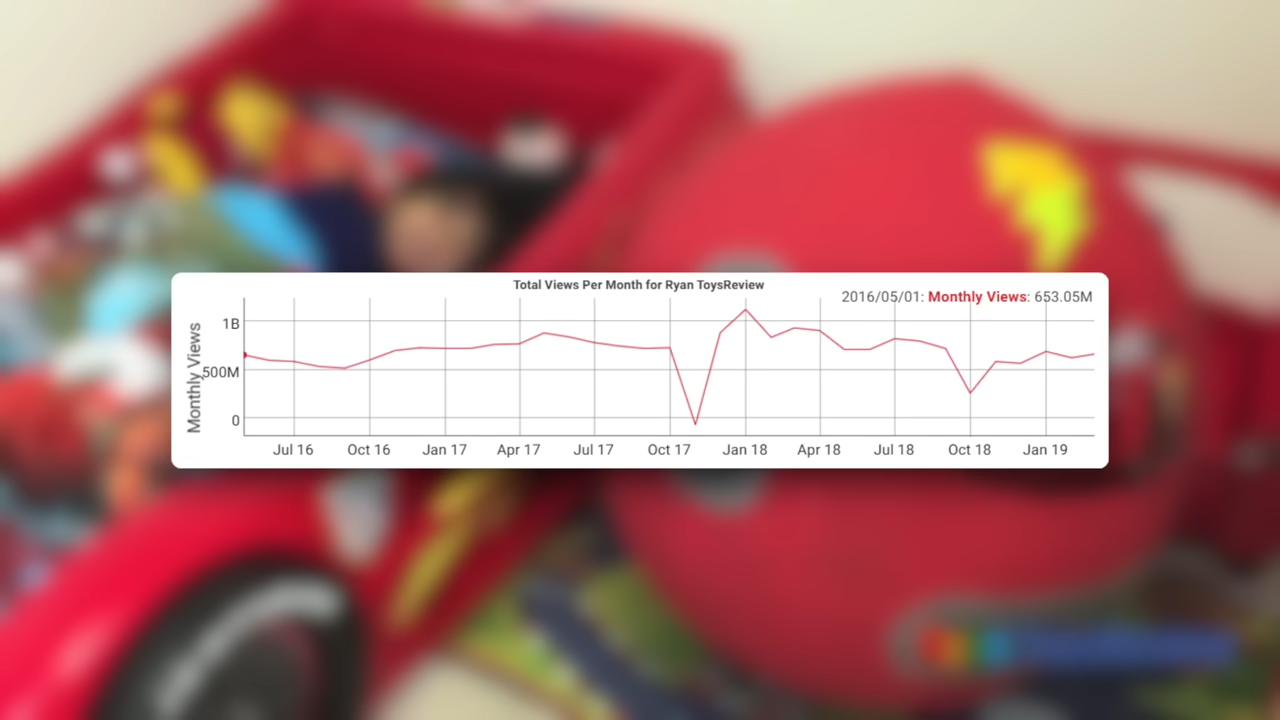 Total Views Per Month for Ryan ToysReview
2016/05/01: Monthly Views: 653.05M
Monthly Views
1B
500M
0
Jul 16 Oct 16 Jan 17 Apr 17 Jul 17 Oct 17 Jan 18 Apr 18 Jul 18 Oct 18 Jan 19